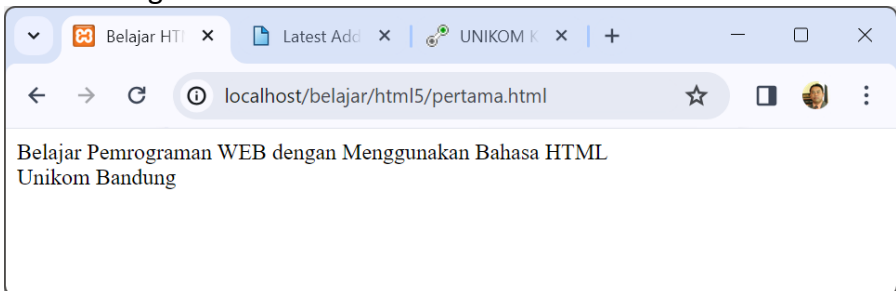 Belajar HT
Latest Add
UNIKOM K
localhost/belajar/html5/pertama.html
Belajar Pemrograman WEB dengan Menggunakan Bahasa HTML
Unikom Bandung